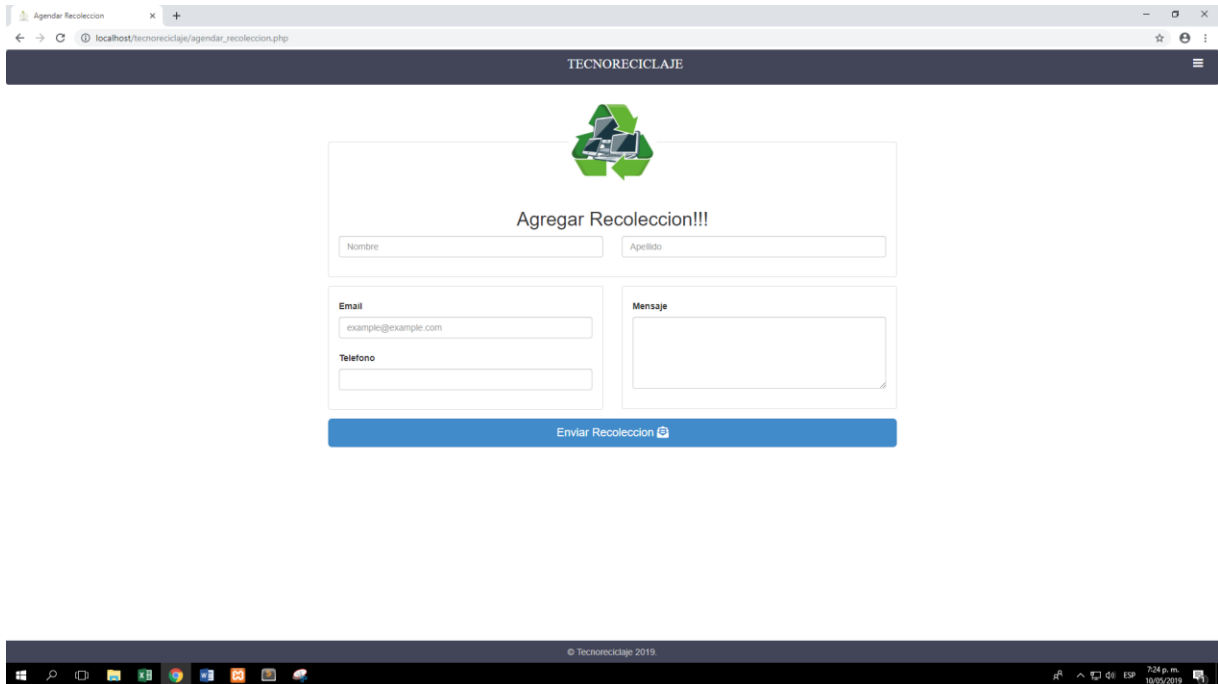 Agendar Recoleccion
localhost/tecnoreciclaje/agendar_recoleccion.php
TECNORECICLAJE
Agregar Recoleccion!!!
Nombre
Apellido
Email
example@example.com
Telefono
Mensaje
Enviar Recoleccion
© Tecnoreciclaje 2019.
ESP
7:24 p. m.
10/05/2019